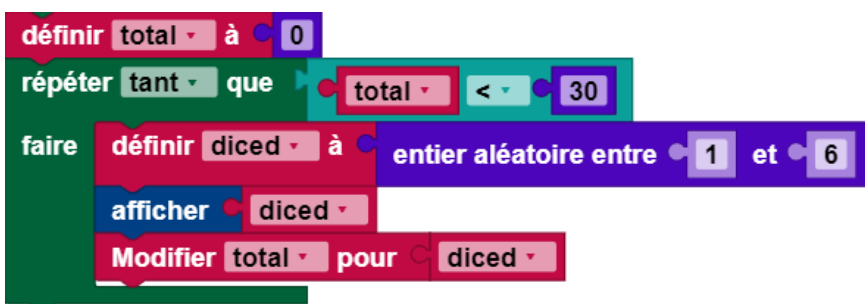 définir total à 0
répéter tant que total < 30
faire définir diced à entier aléatoire entre 1 et 6
afficher diced
Modifier total pour diced